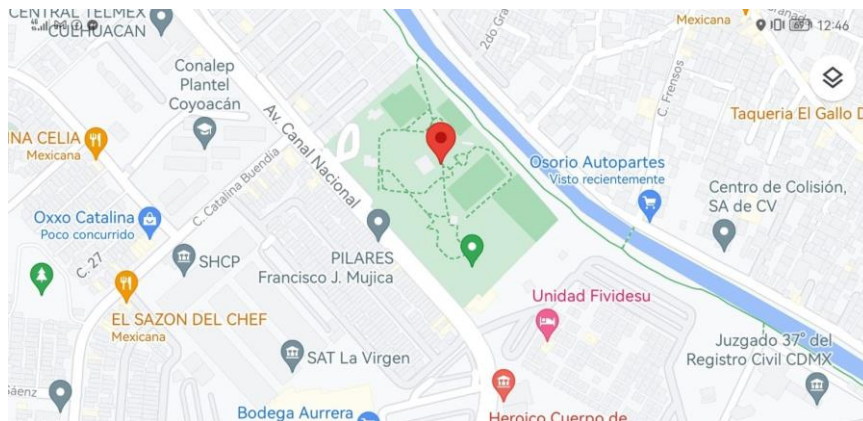 CENTRAL TELMEX
CULHUACAN
12:46
2do Gra
Mexicana
Conalep
Plantel
Coyoacán
C. Frensos
Taqueria El Gallo D
NA CELIA
Mexicana
Av. Canal Nacional
C. Catalina Buendia
Osorio Autopartes
Visto recientemente
Centro de Colisión,
SA de CV
Oxxo Catalina
Poco concurrido
C. 27
SHCP
PILARES
Francisco J. Mujica
EL SAZON DEL CHEF
Mexicana
Unidad Fividesu
SAT La Virgen
Juzgado 37° del
Registro Civil CDMX
Sáenz
Bodega Aurrera
Heroico Cuerpo de